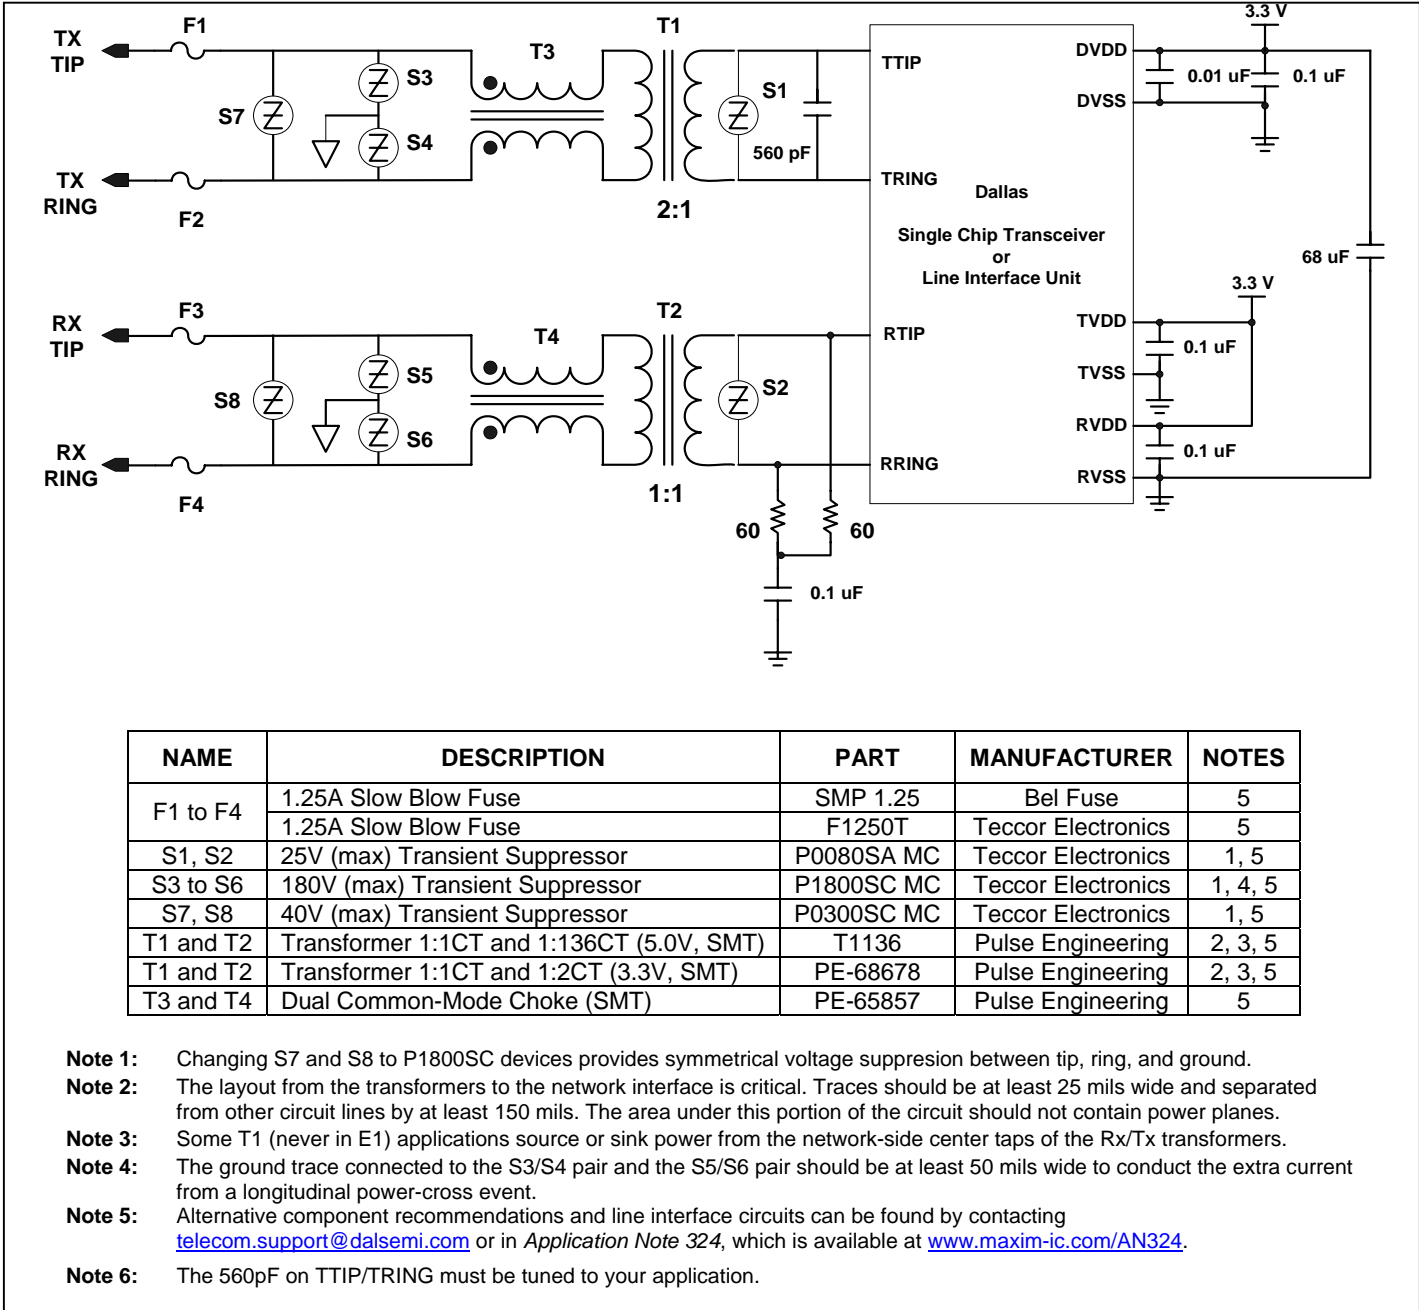 F1
T1
3.3 V
TX
TIP
T3
S3
TTIP
DVDD
0.01 uF
0.1 uF
S7
S1
DVSS
S4
560 pF
TX
RING
TRING
Dallas
F2
2:1
Single Chip Transceiver
or
Line Interface Unit
68 uF
3.3 V
F3
T2
RX
TIP
T4
RTIP
TVDD
0.1 uF
S5
TVSS
S8
S2
RVDD
S6
0.1 uF
RX
RING
RRING
RVSS
F4
1:1
60
60
0.1 uF
NAME DESCRIPTION PART MANUFACTURER NOTES
F1 to F4 1.25A Slow Blow Fuse SMP 1.25 Bel Fuse 5
1.25A Slow Blow Fuse F1250T Teccor Electronics 5
S1, S2 25V (max) Transient Suppressor P0080SA MC Teccor Electronics 1, 5
S3 to S6 180V (max) Transient Suppressor P1800SC MC Teccor Electronics 1, 4, 5
S7, S8 40V (max) Transient Suppressor P0300SC MC Teccor Electronics 1, 5
T1 and T2 Transformer 1:1CT and 1:136CT (5.0V, SMT) T1136 Pulse Engineering 2, 3, 5
T1 and T2 Transformer 1:1CT and 1:2CT (3.3V, SMT) PE-68678 Pulse Engineering 2, 3, 5
T3 and T4 Dual Common-Mode Choke (SMT) PE-65857 Pulse Engineering 5
Note 1: Changing S7 and S8 to P1800SC devices provides symmetrical voltage suppresion between tip, ring, and ground.
Note 2: The layout from the transformers to the network interface is critical. Traces should be at least 25 mils wide and separated
from other circuit lines by at least 150 mils. The area under this portion of the circuit should not contain power planes.
Note 3: Some T1 (never in E1) applications source or sink power from the network-side center taps of the Rx/Tx transformers.
Note 4: The ground trace connected to the S3/S4 pair and the S5/S6 pair should be at least 50 mils wide to conduct the extra current
from a longitudinal power-cross event.
Note 5: Alternative component recommendations and line interface circuits can be found by contacting
telecom.support@dalsemi.com or in Application Note 324, which is available at www.maxim-ic.com/AN324.
Note 6: The 560pF on TTIP/TRING must be tuned to your application.